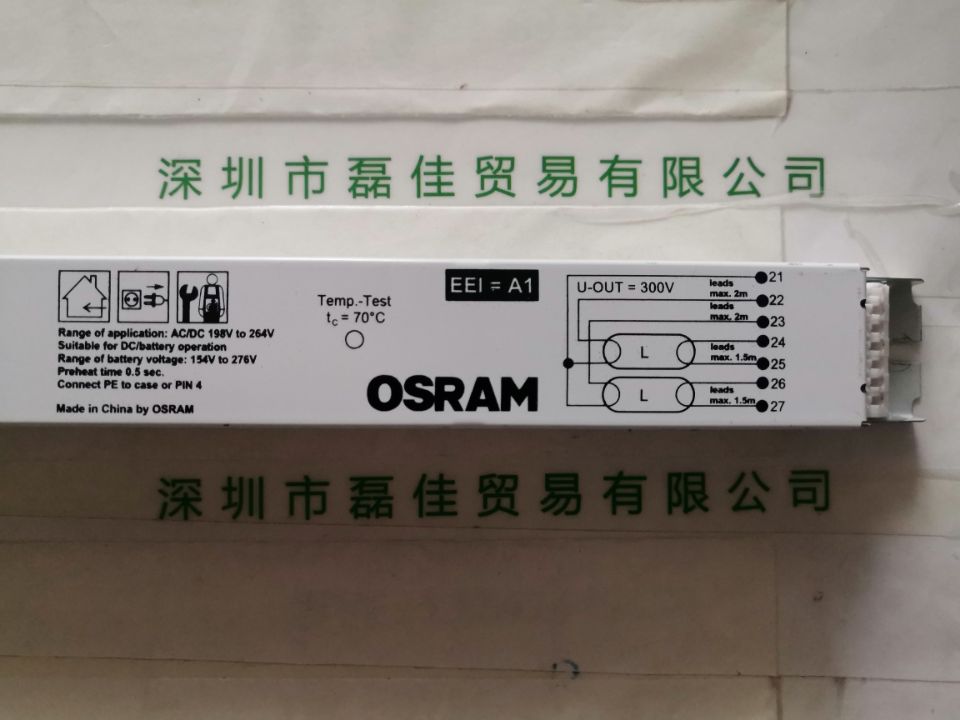 深圳市磊佳贸易有限公司
EEI = A1
Temp.-Test
tc = 70°C
Range of application: AC/DC 198V to 264V
Suitable for DC/battery operation
Range of battery voltage: 154V to 276V
Preheat time 0.5 sec.
Connect PE to case or PIN 4
Made in China by OSRAM
OSRAM
U-OUT = 300V
leads
max. 2m
leads
max. 2m
L
leads
max. 1.5m
L
leads
max. 1.5m
21
22
23
24
25
26
27
深圳市磊佳贸易有限公司